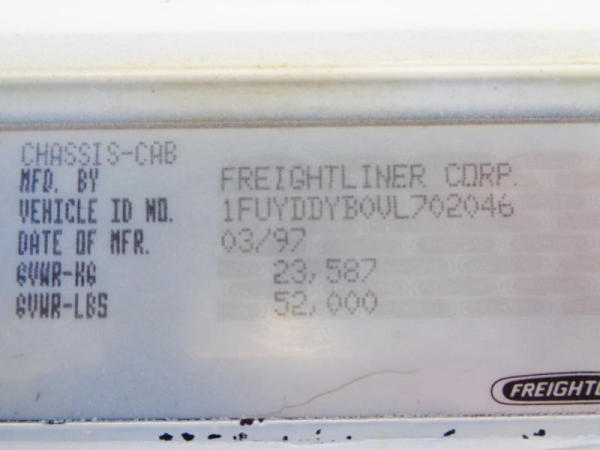 CHASSIS-CAB
MFD. BY FREIGHTLINER CORP.
VEHICLE ID NO. 1FUYDDYB0VL702046
DATE OF MFR. 03/97
GVWR-KG 23,587
GVWR-LBS 52,000
FREIGHTL